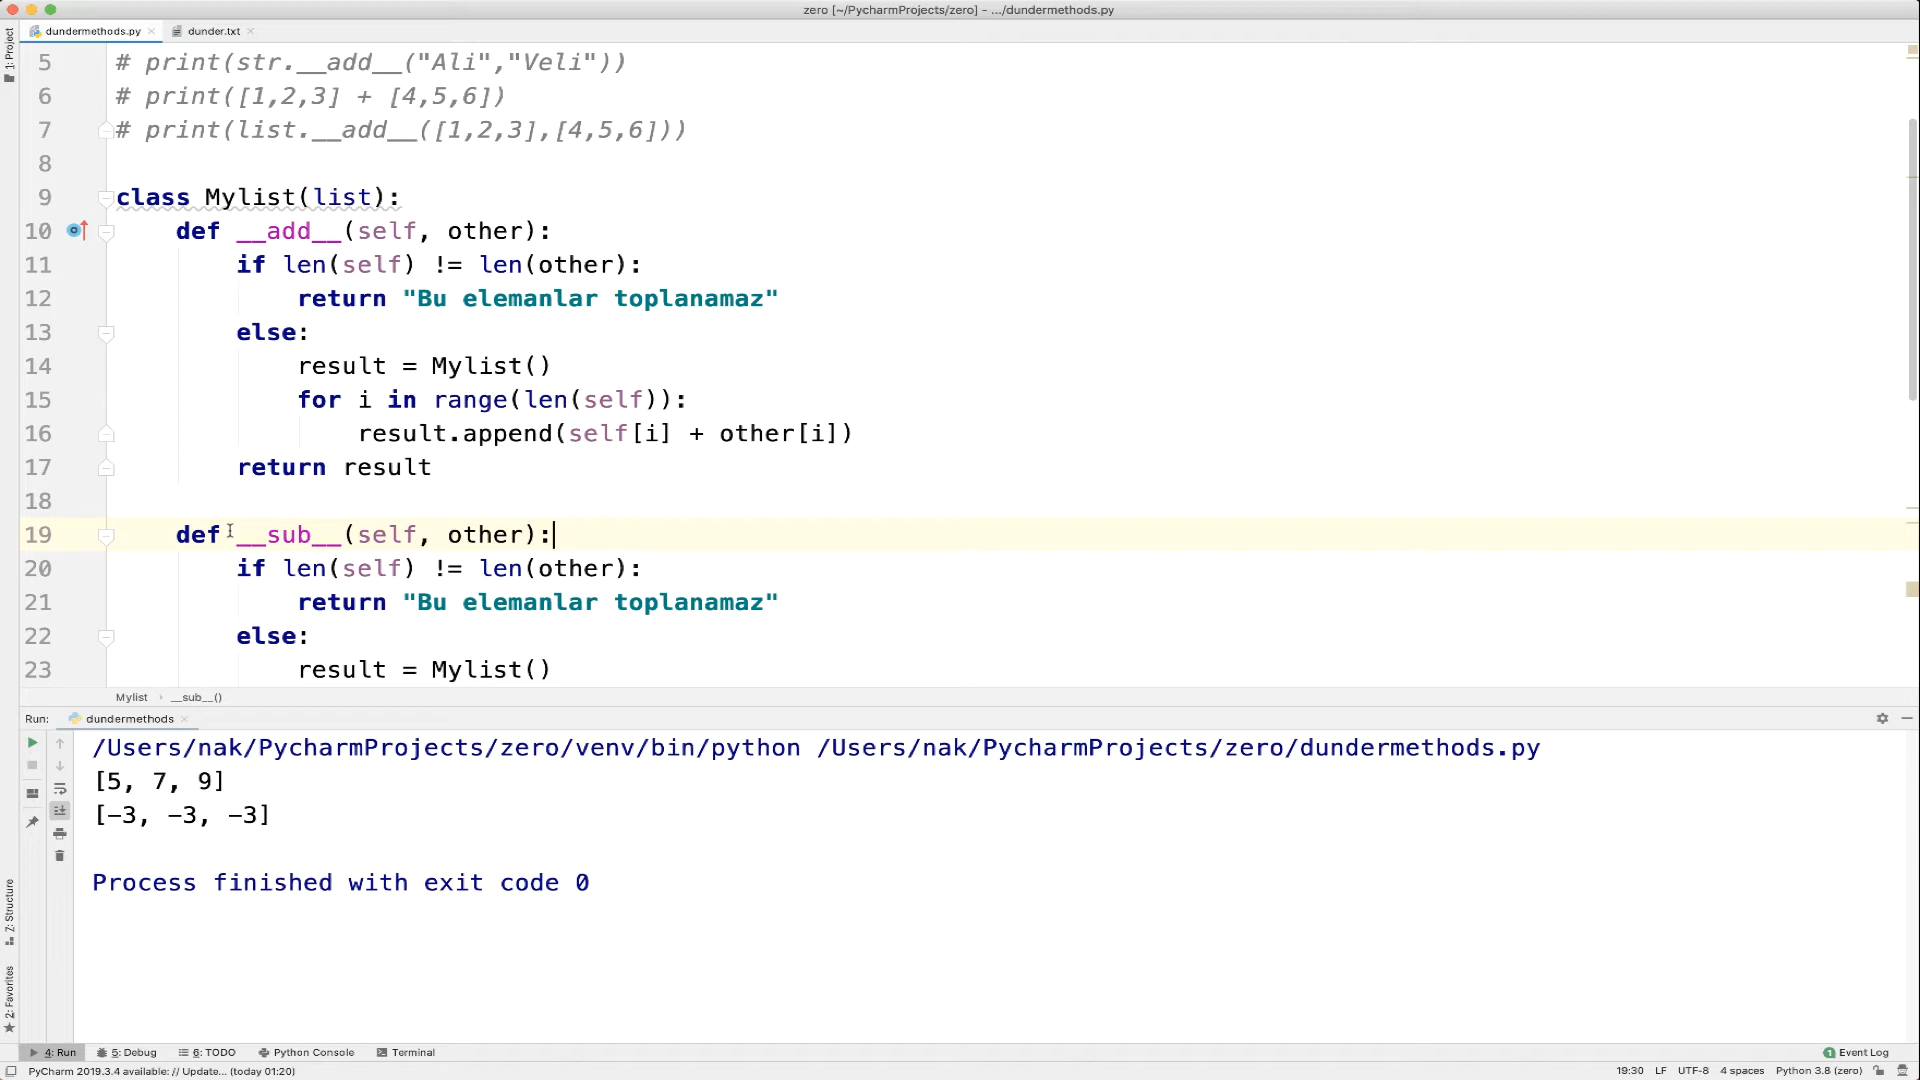 zero [~/PycharmProjects/zero] - .../dundermethods.py
dundermethods.py
dunder.txt
1: Project
5 # print(str.__add__("Ali","Veli"))
6 # print([1,2,3] + [4,5,6])
7 # print(list.__add__([1,2,3],[4,5,6]))
8
9 class Mylist(list):
10 def __add__(self, other):
11 if len(self) != len(other):
12 return "Bu elemanlar toplanamaz"
13 else:
14 result = Mylist()
15 for i in range(len(self)):
16 result.append(self[i] + other[i])
17 return result
18
19 def __sub__(self, other):
20 if len(self) != len(other):
21 return "Bu elemanlar toplanamaz"
22 else:
23 result = Mylist()
Mylist › __sub__()
Run: dundermethods
/Users/nak/PycharmProjects/zero/venv/bin/python /Users/nak/PycharmProjects/zero/dundermethods.py
[5, 7, 9]
[-3, -3, -3]
Process finished with exit code 0
Z: Structure
2: Favorites
4: Run 5: Debug 6: TODO Python Console Terminal
1 Event Log
PyCharm 2019.3.4 available: // Update... (today 01:20)
19:30 LF UTF-8 4 spaces Python 3.8 (zero)